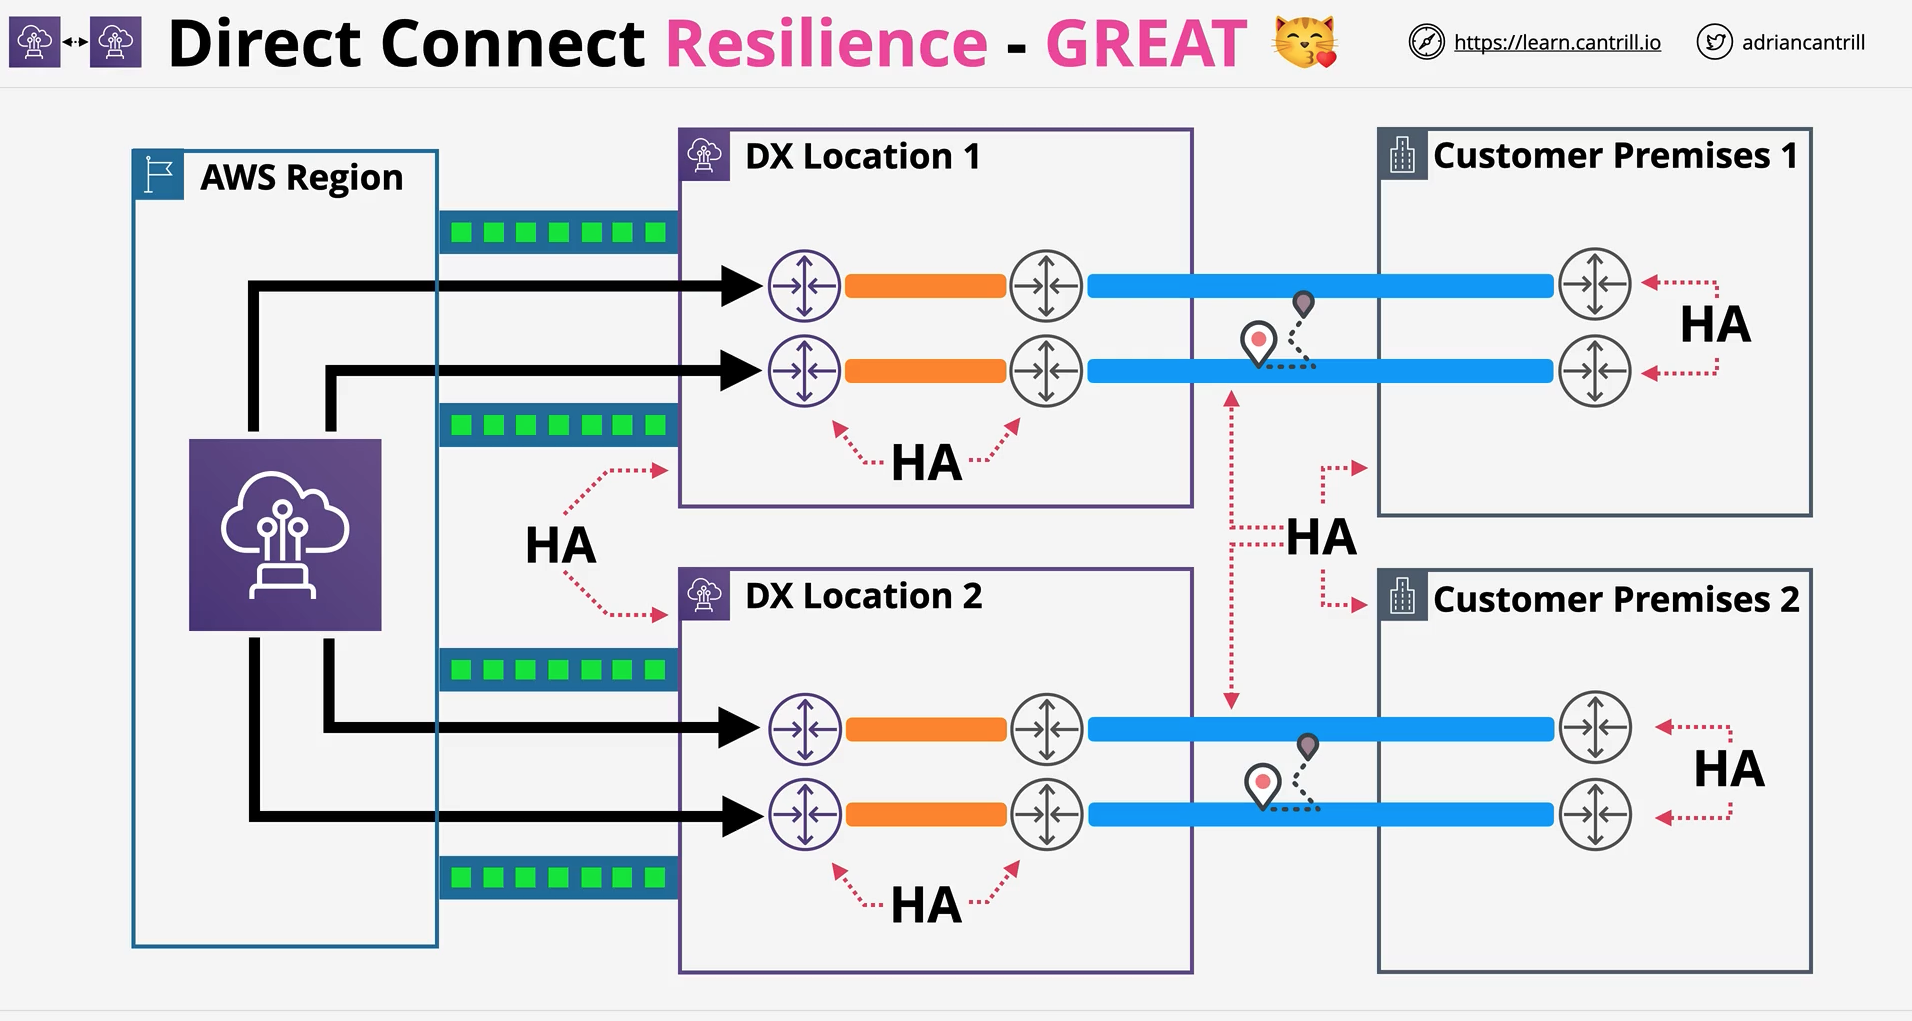 Direct Connect Resilience - GREAT
https://learn.cantrill.io
adriancantrill
AWS Region
DX Location 1
Customer Premises 1
HA
HA
HA
HA
DX Location 2
Customer Premises 2
HA
HA